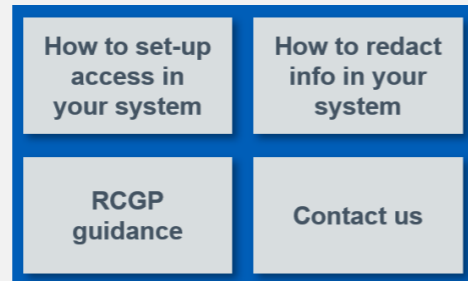 How to set-up
access in
your system
How to redact
info in your
system
RCGP
guidance
Contact us